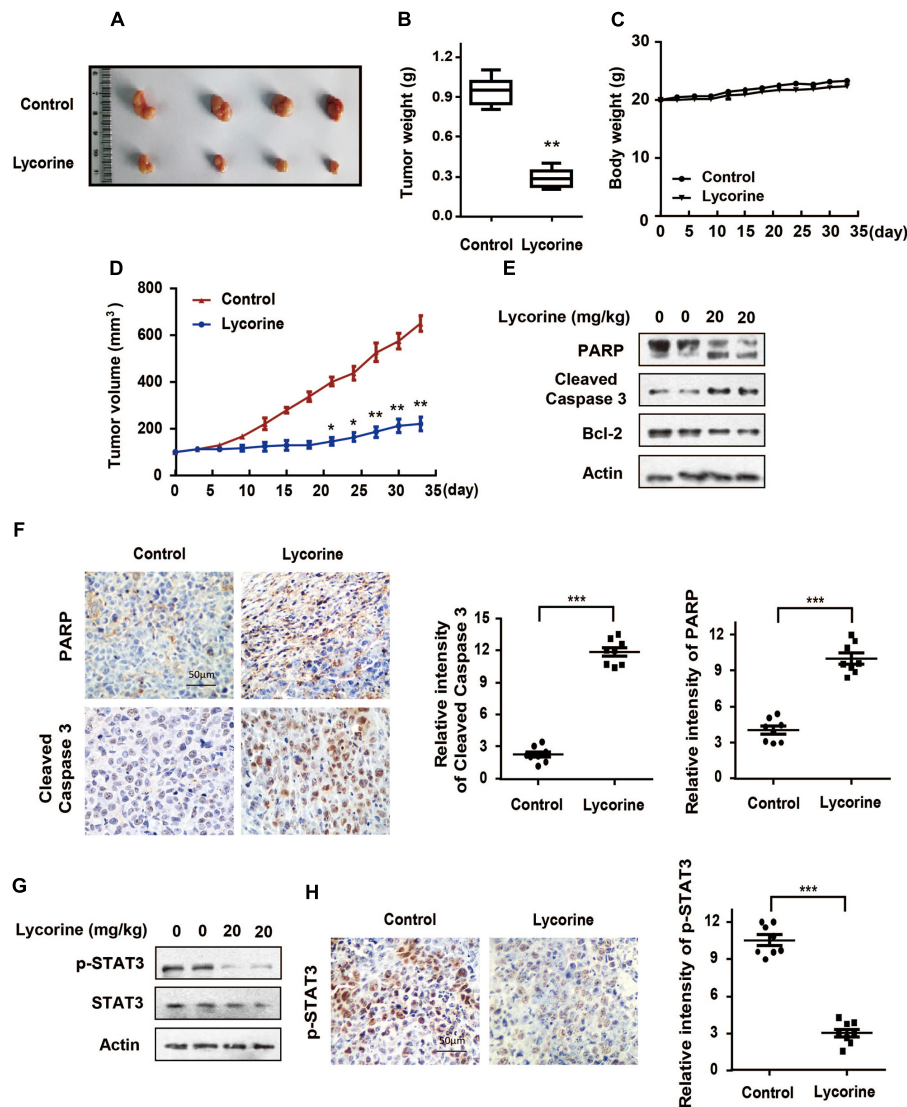 A
Control
Lycorine
B
Tumor weight (g)
1.2
0.9
0.6
0.3
0.0
**
Control Lycorine
C
Body weight (g)
30
20
10
0
Control
Lycorine
0 5 10 15 20 25 30 35(day)
D
Tumor volume (mm3)
800
600
400
200
0
Control
Lycorine
* * ** ** **
0 5 10 15 20 25 30 35(day)
E
Lycorine (mg/kg) 0 0 20 20
PARP
Cleaved
Caspase 3
Bcl-2
Actin
F
Control Lycorine
PARP
50μm
Cleaved
Caspase 3
Relative intensity
of Cleaved Caspase 3
15
12
9
6
3
0
***
Control Lycorine
Relative intensity of PARP
12
9
6
3
0
***
Control Lycorine
G
Lycorine (mg/kg) 0 0 20 20
p-STAT3
STAT3
Actin
H
Control Lycorine
p-STAT3
50μm
Relative intensity of p-STAT3
12
9
6
3
0
***
Control Lycorine